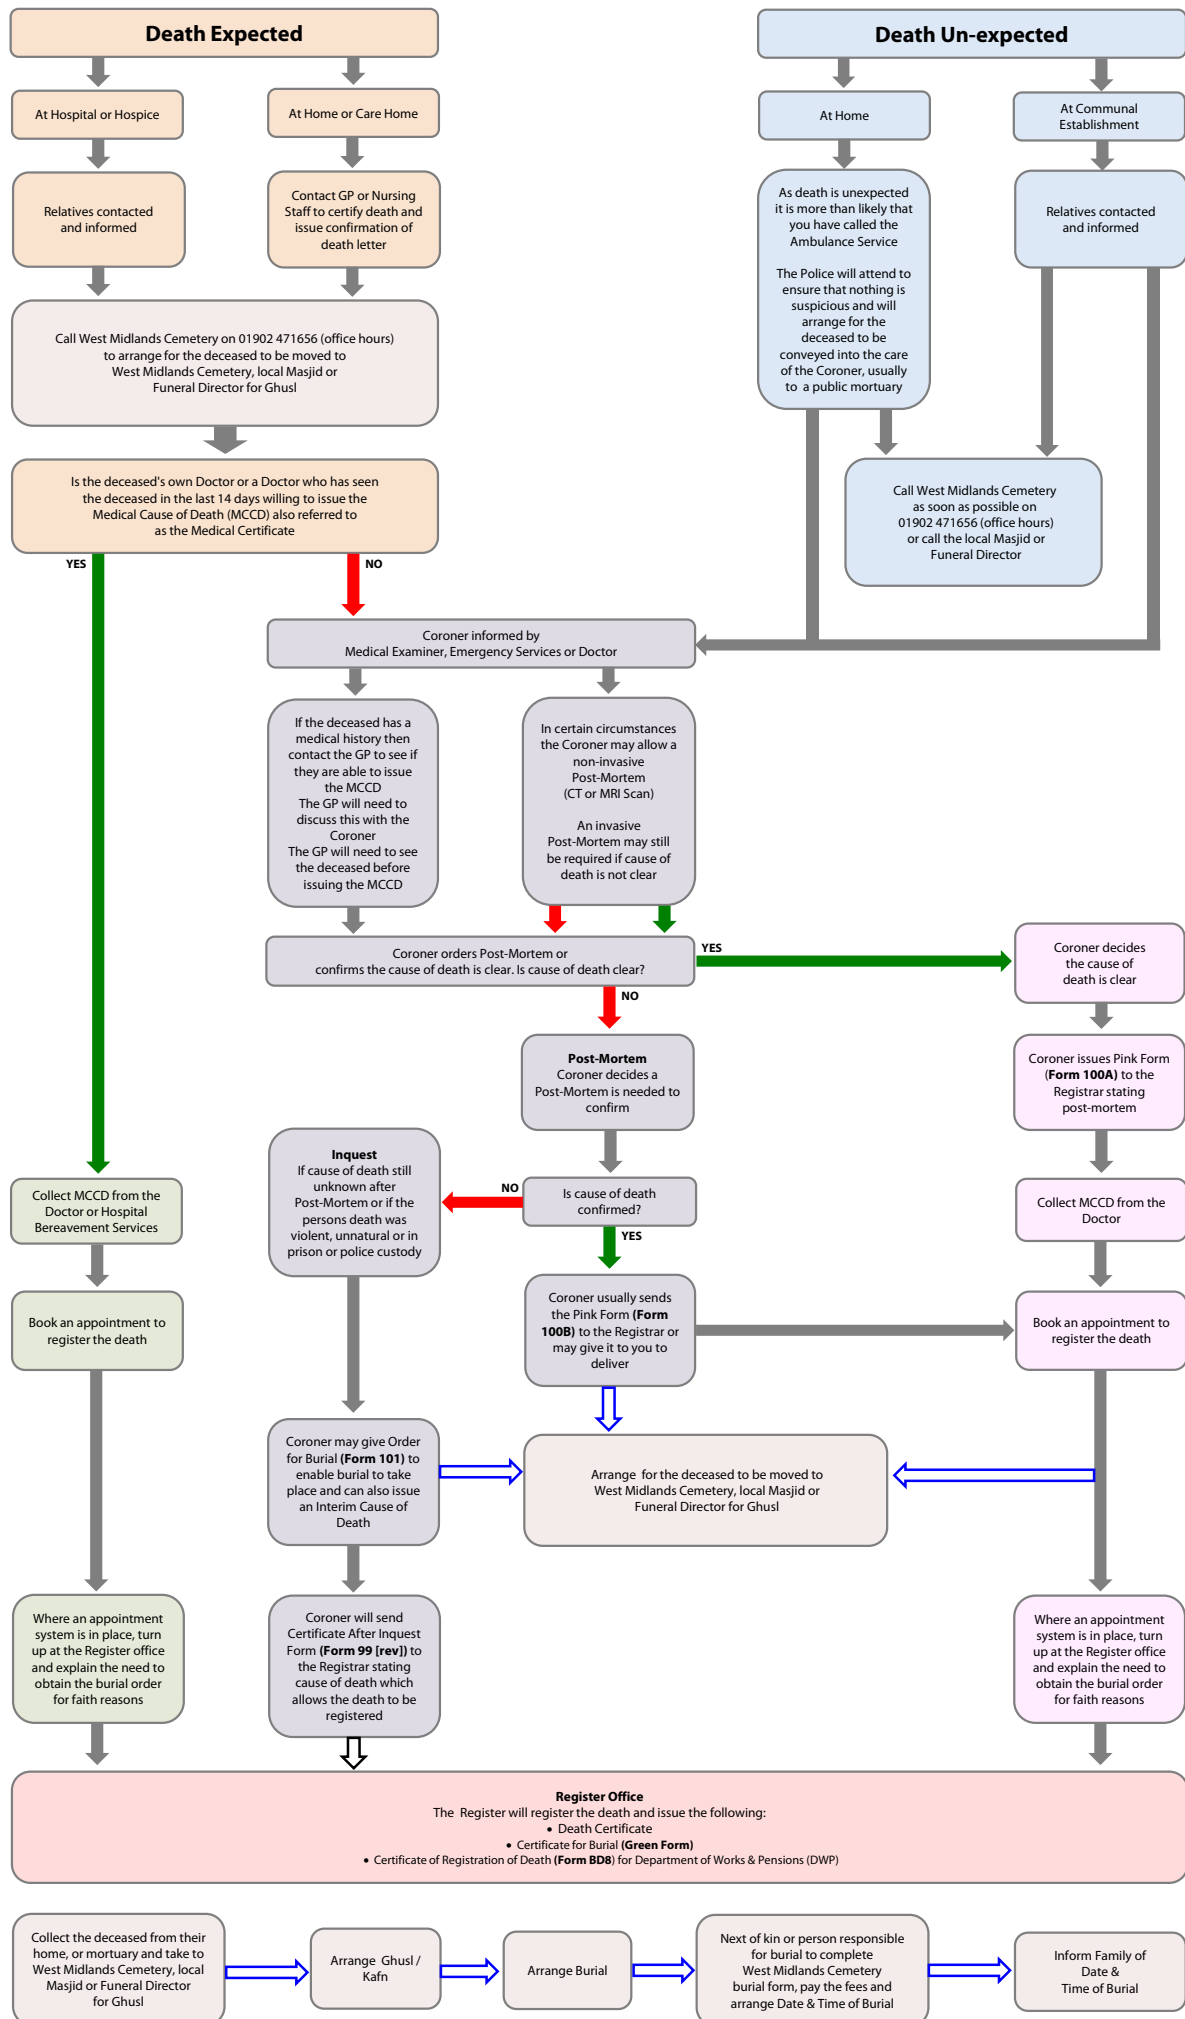 Death Expected
Death Un-expected
At Hospital or Hospice
At Home or Care Home
At Home
At Communal
Establishment
Relatives contacted
and informed
Contact GP or Nursing
Staff to certify death and
issue confirmation of
death letter
As death is unexpected
it is more than likely that
you have called the
Ambulance Service
The Police will attend to
ensure that nothing is
suspicious and will
arrange for the
deceased to be
conveyed into the care
of the Coroner, usually
to a public mortuary
Relatives contacted
and informed
Call West Midlands Cemetery on 01902 471656 (office hours)
to arrange for the deceased to be moved to
West Midlands Cemetery, local Masjid or
Funeral Director for Ghusl
Is the deceased's own Doctor or a Doctor who has seen
the deceased in the last 14 days willing to issue the
Medical Cause of Death (MCCD) also referred to
as the Medical Certificate
Call West Midlands Cemetery
as soon as possible on
01902 471656 (office hours)
or call the local Masjid or
Funeral Director
YES
NO
Coroner informed by
Medical Examiner, Emergency Services or Doctor
If the deceased has a
medical history then
contact the GP to see if
they are able to issue
the MCCD
The GP will need to
discuss this with the
Coroner
The GP will need to see
the deceased before
issuing the MCCD
In certain circumstances
the Coroner may allow a
non-invasive
Post-Mortem
(CT or MRI Scan)
An invasive
Post-Mortem may still
be required if cause of
death is not clear
Coroner orders Post-Mortem or
confirms the cause of death is clear. Is cause of death clear?
YES
NO
Coroner decides
the cause of
death is clear
Post-Mortem
Coroner decides a
Post-Mortem is needed to
confirm
Coroner issues Pink Form
(Form 100A) to the
Registrar stating
post-mortem
Inquest
If cause of death still
unknown after
Post-Mortem or if the
persons death was
violent, unnatural or in
prison or police custody
NO
Is cause of death
confirmed?
YES
Collect MCCD from the
Doctor or Hospital
Bereavement Services
Collect MCCD from the
Doctor
Book an appointment to
register the death
Coroner usually sends
the Pink Form (Form
100B) to the Registrar or
may give it to you to
deliver
Book an appointment to
register the death
Coroner may give Order
for Burial (Form 101) to
enable burial to take
place and can also issue
an Interim Cause of
Death
Arrange for the deceased to be moved to
West Midlands Cemetery, local Masjid or
Funeral Director for Ghusl
Where an appointment
system is in place, turn
up at the Register office
and explain the need to
obtain the burial order
for faith reasons
Coroner will send
Certificate After Inquest
Form (Form 99 [rev]) to
the Registrar stating
cause of death which
allows the death to be
registered
Where an appointment
system is in place, turn
up at the Register office
and explain the need to
obtain the burial order
for faith reasons
Register Office
The Register will register the death and issue the following:
• Death Certificate
• Certificate for Burial (Green Form)
• Certificate of Registration of Death (Form BD8) for Department of Works & Pensions (DWP)
Collect the deceased from their
home, or mortuary and take to
West Midlands Cemetery, local
Masjid or Funeral Director
for Ghusl
Arrange Ghusl /
Kafn
Arrange Burial
Next of kin or person responsible
for burial to complete
West Midlands Cemetery
burial form, pay the fees and
arrange Date & Time of Burial
Inform Family of
Date &
Time of Burial